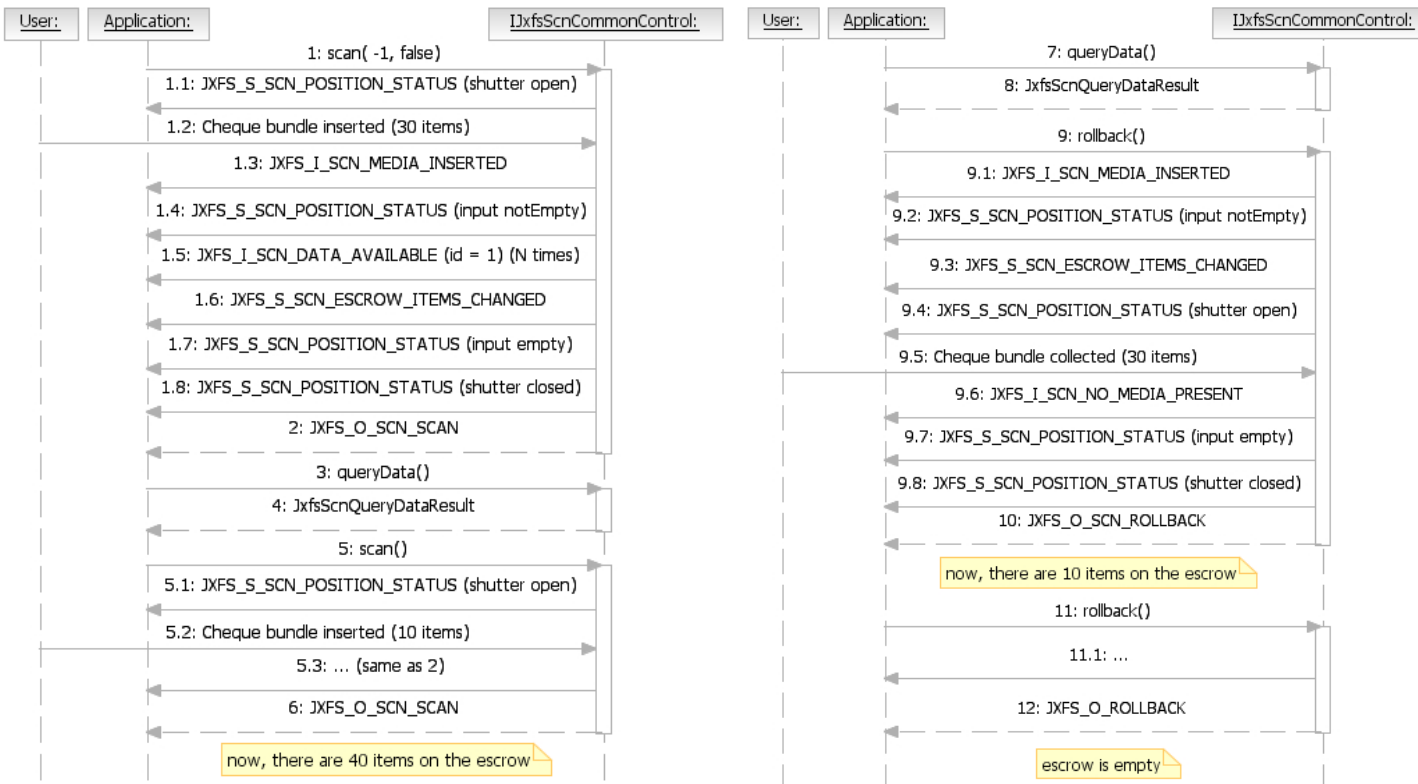 User:
Application:
IJxfsScnCommonControl:
1: scan( -1, false)
1.1: JXFS_S_SCN_POSITION_STATUS (shutter open)
1.2: Cheque bundle inserted (30 items)
1.3: JXFS_I_SCN_MEDIA_INSERTED
1.4: JXFS_S_SCN_POSITION_STATUS (input notEmpty)
1.5: JXFS_I_SCN_DATA_AVAILABLE (id = 1) (N times)
1.6: JXFS_S_SCN_ESCROW_ITEMS_CHANGED
1.7: JXFS_S_SCN_POSITION_STATUS (input empty)
1.8: JXFS_S_SCN_POSITION_STATUS (shutter closed)
2: JXFS_O_SCN_SCAN
3: queryData()
4: JxfsScnQueryDataResult
5: scan()
5.1: JXFS_S_SCN_POSITION_STATUS (shutter open)
5.2: Cheque bundle inserted (10 items)
5.3: ... (same as 2)
6: JXFS_O_SCN_SCAN
now, there are 40 items on the escrow
User:
Application:
IJxfsScnCommonControl:
7: queryData()
8: JxfsScnQueryDataResult
9: rollback()
9.1: JXFS_I_SCN_MEDIA_INSERTED
9.2: JXFS_S_SCN_POSITION_STATUS (input notEmpty)
9.3: JXFS_S_SCN_ESCROW_ITEMS_CHANGED
9.4: JXFS_S_SCN_POSITION_STATUS (shutter open)
9.5: Cheque bundle collected (30 items)
9.6: JXFS_I_SCN_NO_MEDIA_PRESENT
9.7: JXFS_S_SCN_POSITION_STATUS (input empty)
9.8: JXFS_S_SCN_POSITION_STATUS (shutter closed)
10: JXFS_O_SCN_ROLLBACK
now, there are 10 items on the escrow
11: rollback()
11.1: ...
12: JXFS_O_ROLLBACK
escrow is empty